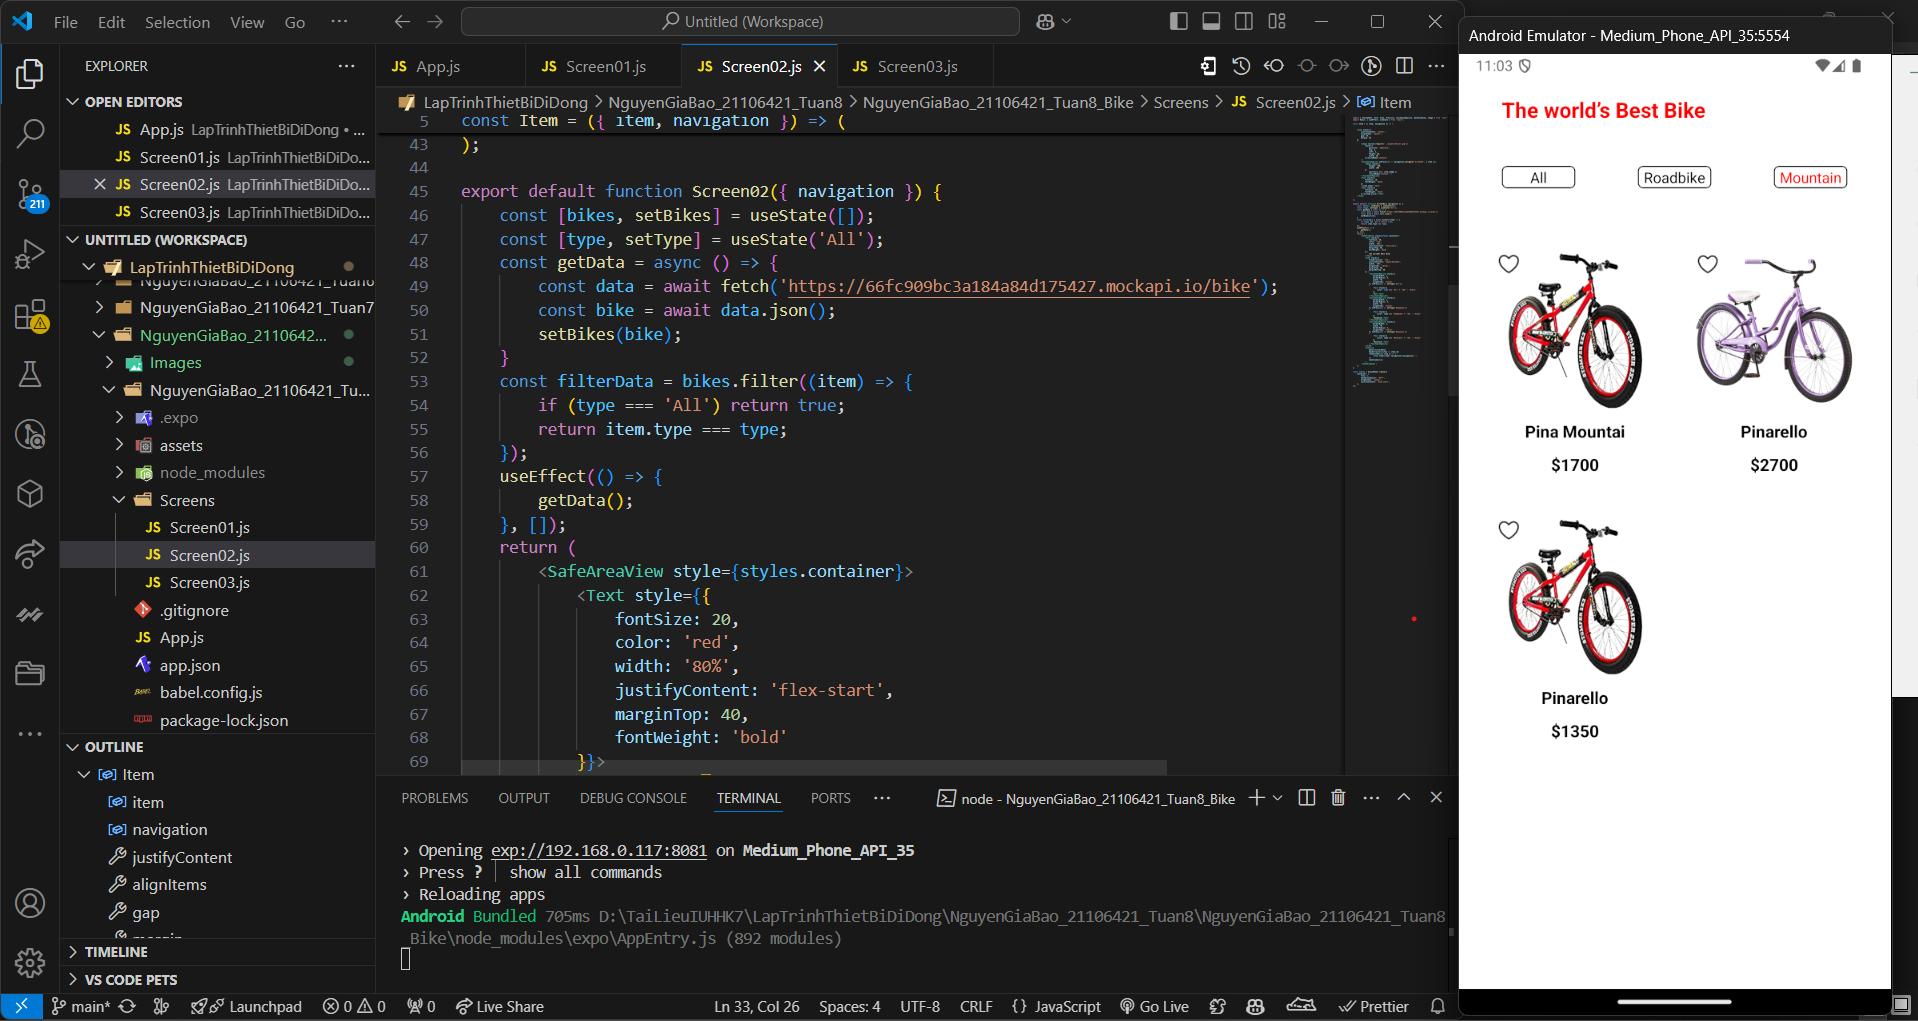 File Edit Selection View Go ··· Untitled (Workspace)
EXPLORER
OPEN EDITORS
JS App.js LapTrinhThietBiDiDong • ...
JS Screen01.js LapTrinhThietBiDiDo...
JS Screen02.js LapTrinhThietBiDiDo...
JS Screen03.js LapTrinhThietBiDiDo...
211
UNTITLED (WORKSPACE)
LapTrinhThietBiDiDong
NguyenGiaBao_21106421_Tuan6
NguyenGiaBao_21106421_Tuan7
NguyenGiaBao_2110642...
Images
NguyenGiaBao_21106421_Tu...
.expo
assets
node_modules
Screens
JS Screen01.js
JS Screen02.js
JS Screen03.js
.gitignore
JS App.js
app.json
babel.config.js
package-lock.json
OUTLINE
Item
item
navigation
justifyContent
alignItems
gap
margin
TIMELINE
VS CODE PETS
JS App.js JS Screen01.js JS Screen02.js JS Screen03.js
LapTrinhThietBiDiDong > NguyenGiaBao_21106421_Tuan8 > NguyenGiaBao_21106421_Tuan8_Bike > Screens > JS Screen02.js > Item
5 const Item = ({ item, navigation }) => (
43 );
44
45 export default function Screen02({ navigation }) {
46 const [bikes, setBikes] = useState([]);
47 const [type, setType] = useState('All');
48 const getData = async () => {
49 const data = await fetch('https://66fc909bc3a184a84d175427.mockapi.io/bike');
50 const bike = await data.json();
51 setBikes(bike);
52 }
53 const filterData = bikes.filter((item) => {
54 if (type === 'All') return true;
55 return item.type === type;
56 });
57 useEffect(() => {
58 getData();
59 }, []);
60 return (
61 <SafeAreaView style={styles.container}>
62 <Text style={{
63 fontSize: 20,
64 color: 'red',
65 width: '80%',
66 justifyContent: 'flex-start',
67 marginTop: 40,
68 fontWeight: 'bold'
69 }}>
PROBLEMS OUTPUT DEBUG CONSOLE TERMINAL PORTS ··· node - NguyenGiaBao_21106421_Tuan8_Bike
› Opening exp://192.168.0.117:8081 on Medium_Phone_API_35
› Press ? │ show all commands
› Reloading apps
Android Bundled 705ms D:\TaiLieuIUHHK7\LapTrinhThietBiDiDong\NguyenGiaBao_21106421_Tuan8\NguyenGiaBao_21106421_Tuan8
_Bike\node_modules\expo\AppEntry.js (892 modules)
main* Launchpad 0 0 0 Live Share Ln 33, Col 26 Spaces: 4 UTF-8 CRLF {} JavaScript Go Live Prettier
Android Emulator - Medium_Phone_API_35:5554
11:03
The world's Best Bike
All Roadbike Mountain
Pina Mountai Pinarello
$1700 $2700
Pinarello
$1350